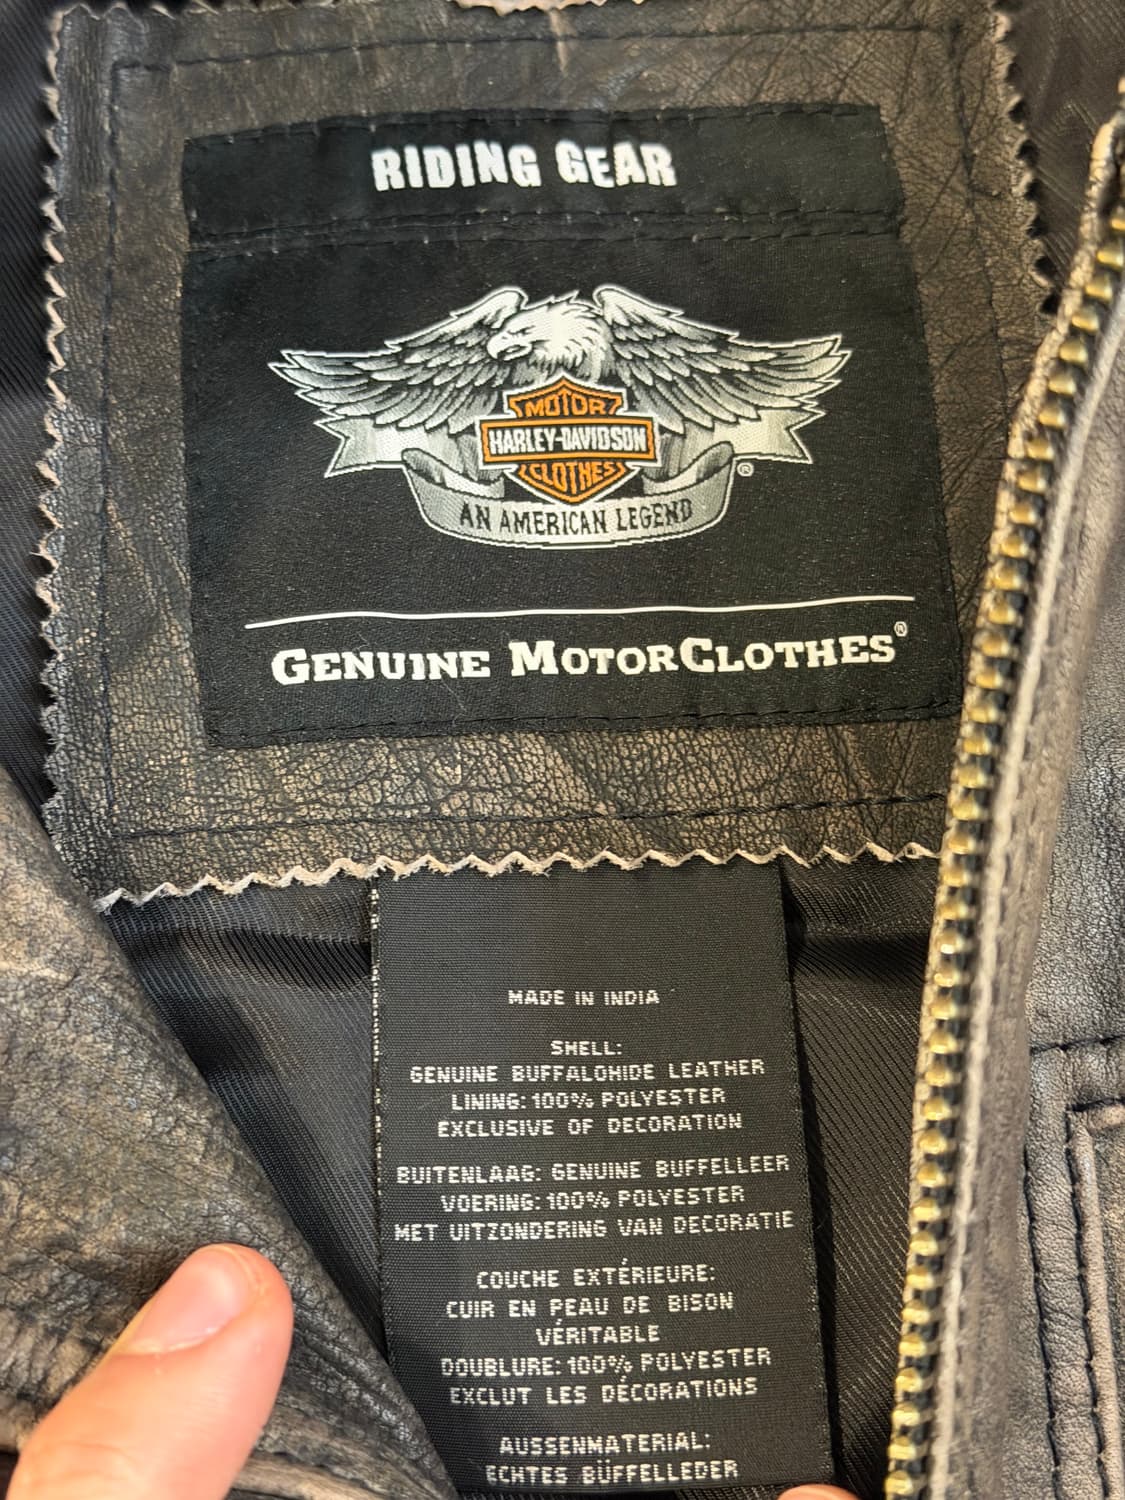 RIDING GEAR
MOTOR
HARLEY-DAVIDSON
CLOTHES
®
AN AMERICAN LEGEND
GENUINE MOTORCLOTHES®
MADE IN INDIA
SHELL:
GENUINE BUFFALOHIDE LEATHER
LINING: 100% POLYESTER
EXCLUSIVE OF DECORATION
BUITENLAAG: GENUINE BUFFELLEER
VOERING: 100% POLYESTER
MET UITZONDERING VAN DECORATIE
COUCHE EXTÉRIEURE:
CUIR EN PEAU DE BISON
VÉRITABLE
DOUBLURE: 100% POLYESTER
EXCLUT LES DÉCORATIONS
AUSSENMATERIAL:
ECHTES BÜFFELLEDER